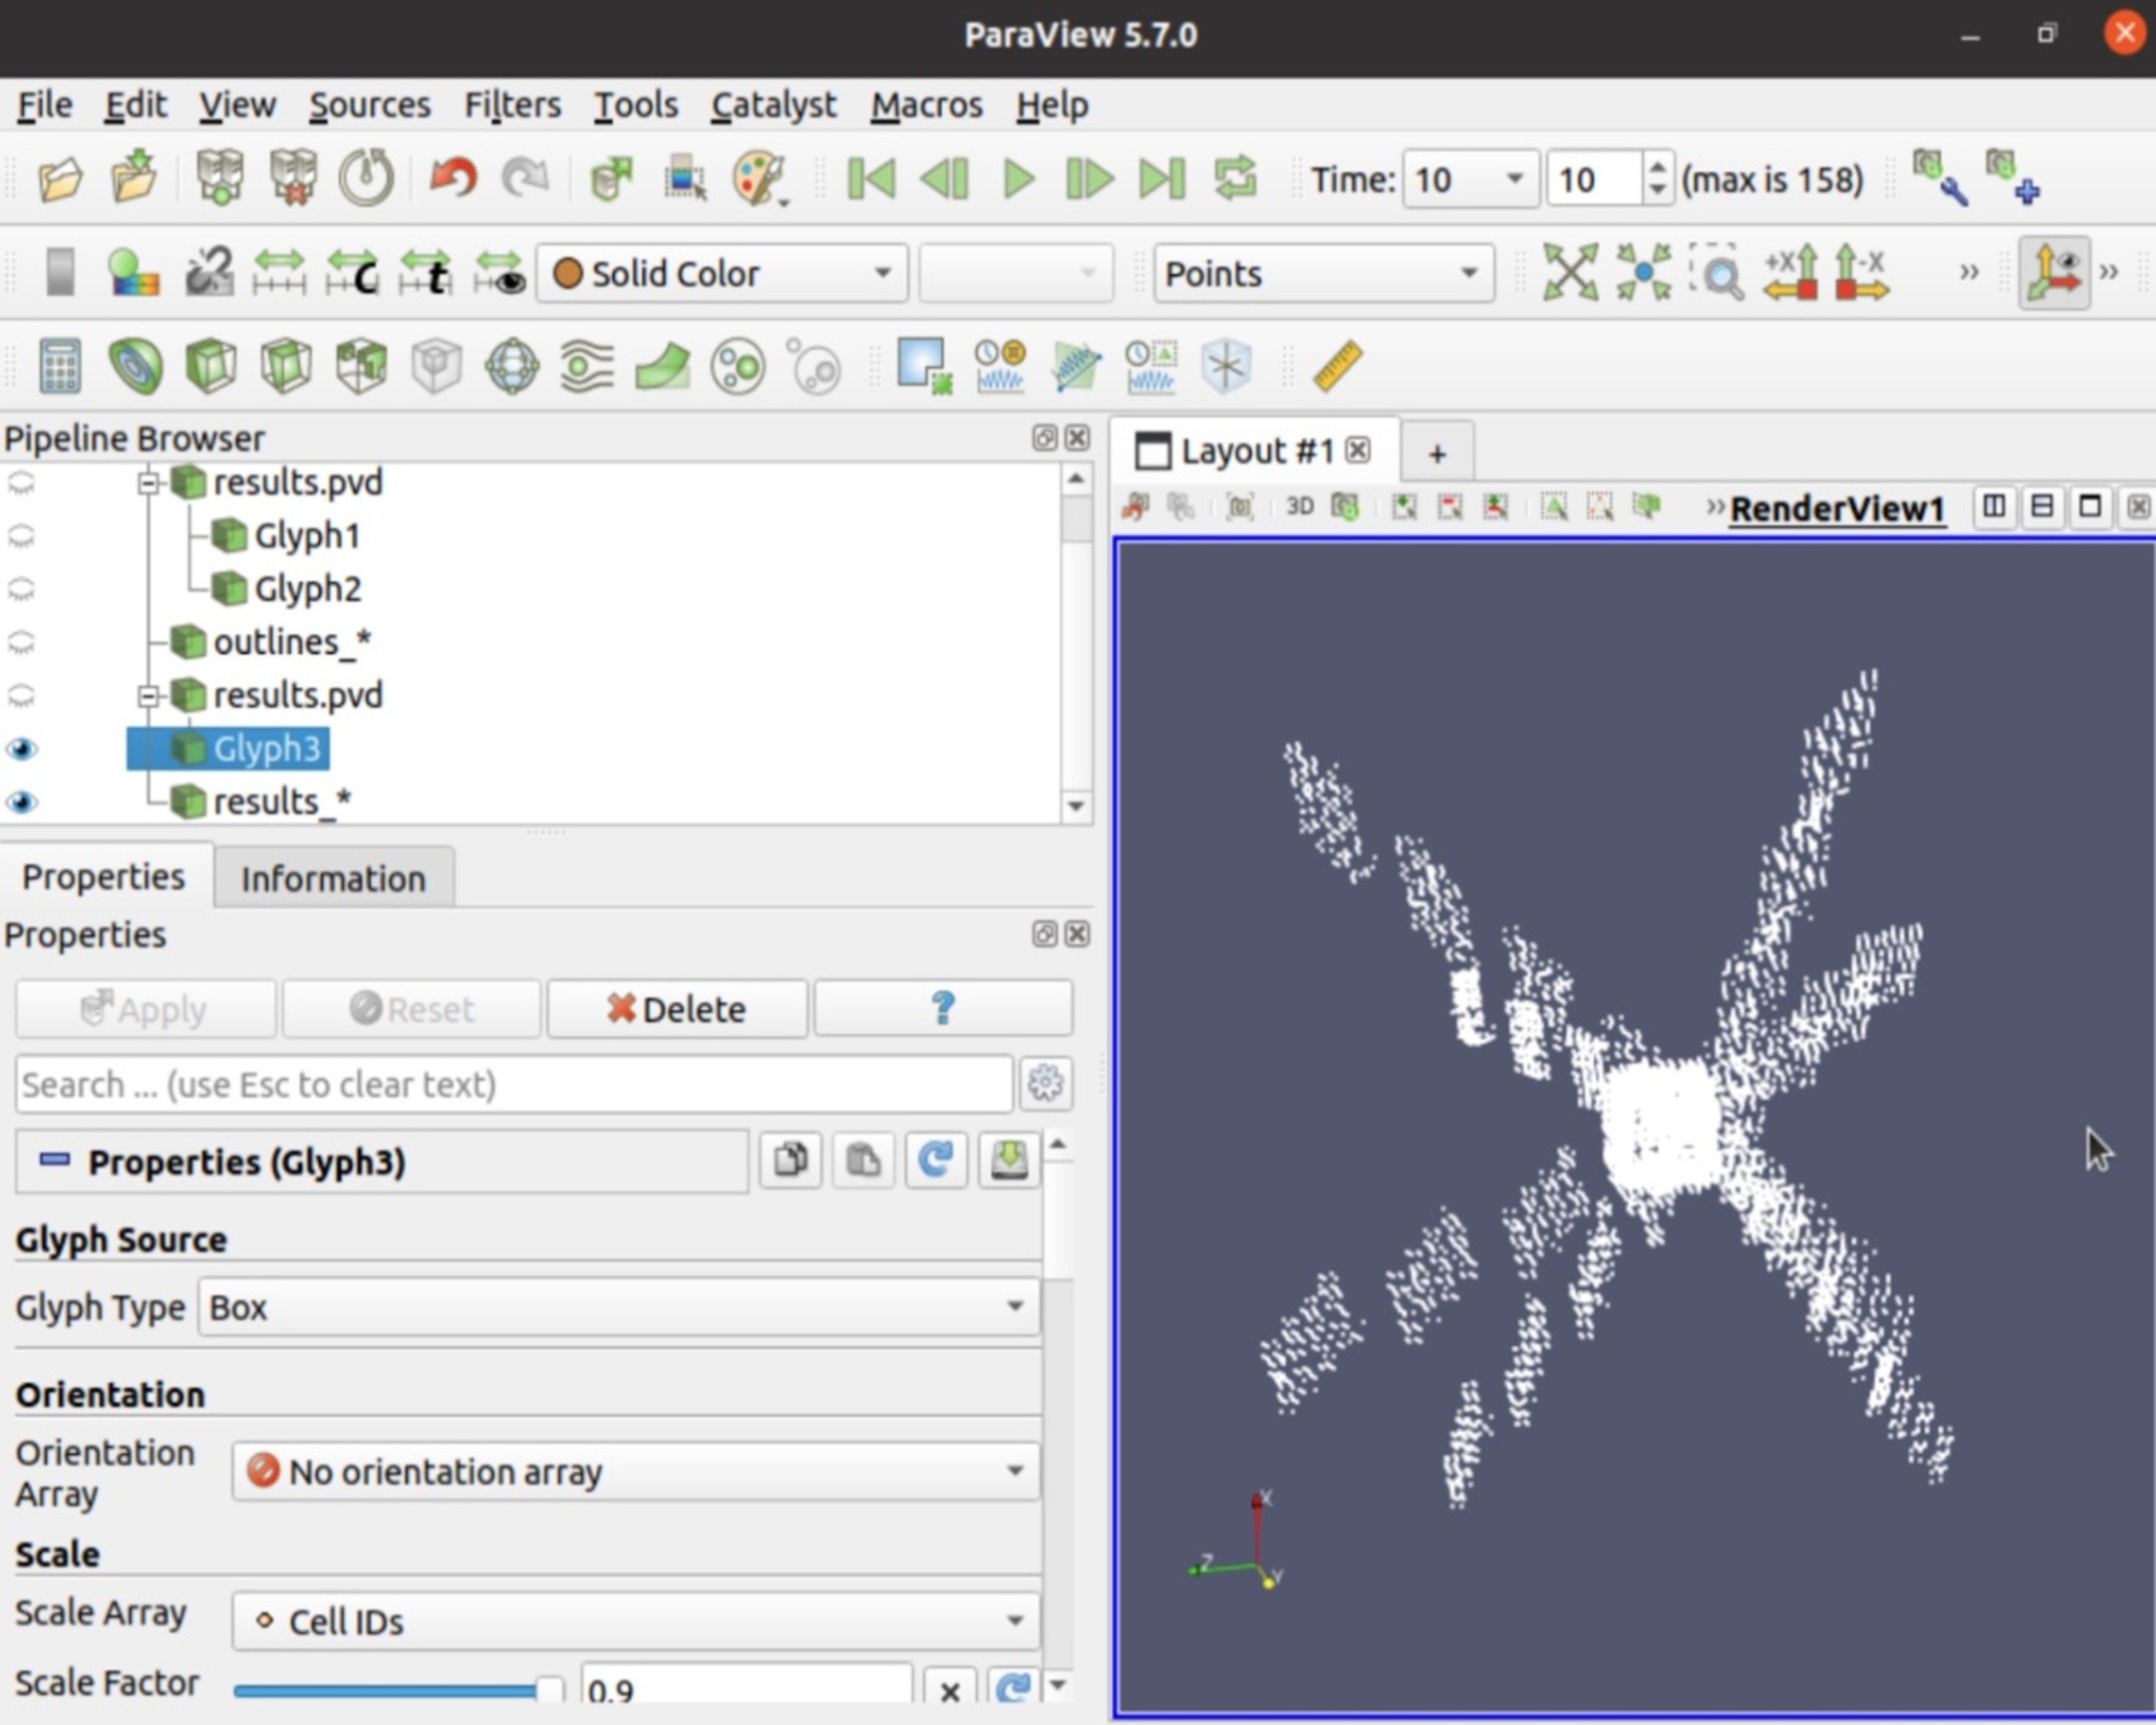 ParaView 5.7.0
File Edit View Sources Filters Tools Catalyst Macros Help
Time: 10 10 (max is 158)
C t Solid Color Points +X -X »  »
Pipeline Browser
Layout #1 +
results.pvd
3D » RenderView1
Glyph1
Glyph2
outlines_*
results.pvd
Glyph3
results_*
Properties Information
Properties
Apply Reset Delete ?
Search ... (use Esc to clear text)
Properties (Glyph3)
Glyph Source
Glyph Type Box
Orientation
Orientation
Array
No orientation array
Scale
Scale Array Cell IDs
Scale Factor 0.9
X
Z
Y